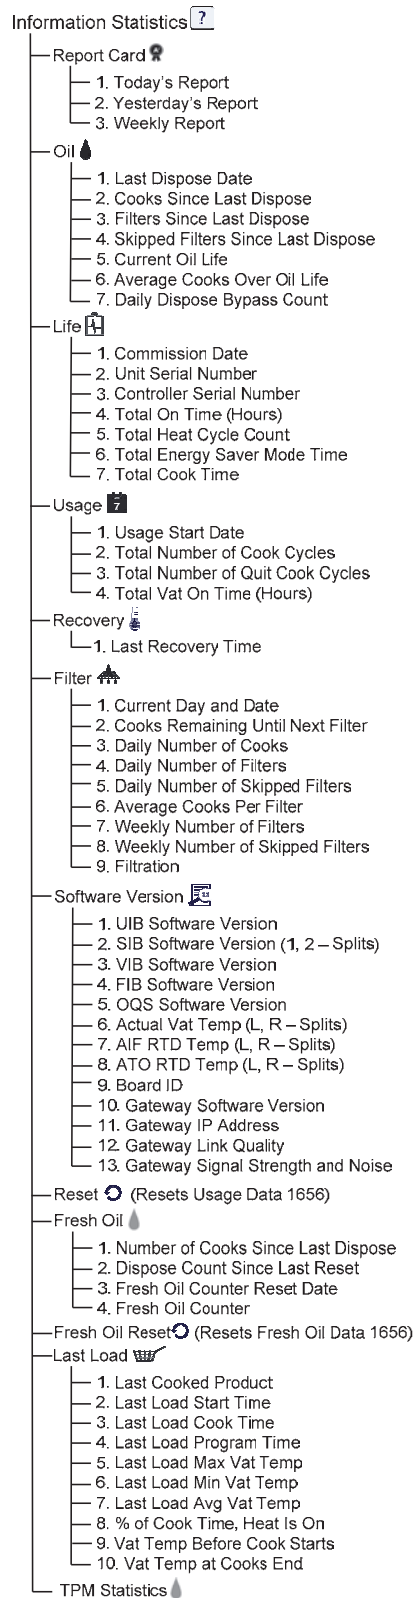 Information Statistics ?
Report Card
1. Today's Report
2. Yesterday's Report
3. Weekly Report
Oil
1. Last Dispose Date
2. Cooks Since Last Dispose
3. Filters Since Last Dispose
4. Skipped Filters Since Last Dispose
5. Current Oil Life
6. Average Cooks Over Oil Life
7. Daily Dispose Bypass Count
Life
1. Commission Date
2. Unit Serial Number
3. Controller Serial Number
4. Total On Time (Hours)
5. Total Heat Cycle Count
6. Total Energy Saver Mode Time
7. Total Cook Time
Usage 7
1. Usage Start Date
2. Total Number of Cook Cycles
3. Total Number of Quit Cook Cycles
4. Total Vat On Time (Hours)
Recovery
1. Last Recovery Time
Filter
1. Current Day and Date
2. Cooks Remaining Until Next Filter
3. Daily Number of Cooks
4. Daily Number of Filters
5. Daily Number of Skipped Filters
6. Average Cooks Per Filter
7. Weekly Number of Filters
8. Weekly Number of Skipped Filters
9. Filtration
Software Version
1. UIB Software Version
2. SIB Software Version (1, 2 – Splits)
3. VIB Software Version
4. FIB Software Version
5. OQS Software Version
6. Actual Vat Temp (L, R – Splits)
7. AIF RTD Temp (L, R – Splits)
8. ATO RTD Temp (L, R – Splits)
9. Board ID
10. Gateway Software Version
11. Gateway IP Address
12. Gateway Link Quality
13. Gateway Signal Strength and Noise
Reset (Resets Usage Data 1656)
Fresh Oil
1. Number of Cooks Since Last Dispose
2. Dispose Count Since Last Reset
3. Fresh Oil Counter Reset Date
4. Fresh Oil Counter
Fresh Oil Reset (Resets Fresh Oil Data 1656)
Last Load
1. Last Cooked Product
2. Last Load Start Time
3. Last Load Cook Time
4. Last Load Program Time
5. Last Load Max Vat Temp
6. Last Load Min Vat Temp
7. Last Load Avg Vat Temp
8. % of Cook Time, Heat Is On
9. Vat Temp Before Cook Starts
10. Vat Temp at Cooks End
TPM Statistics